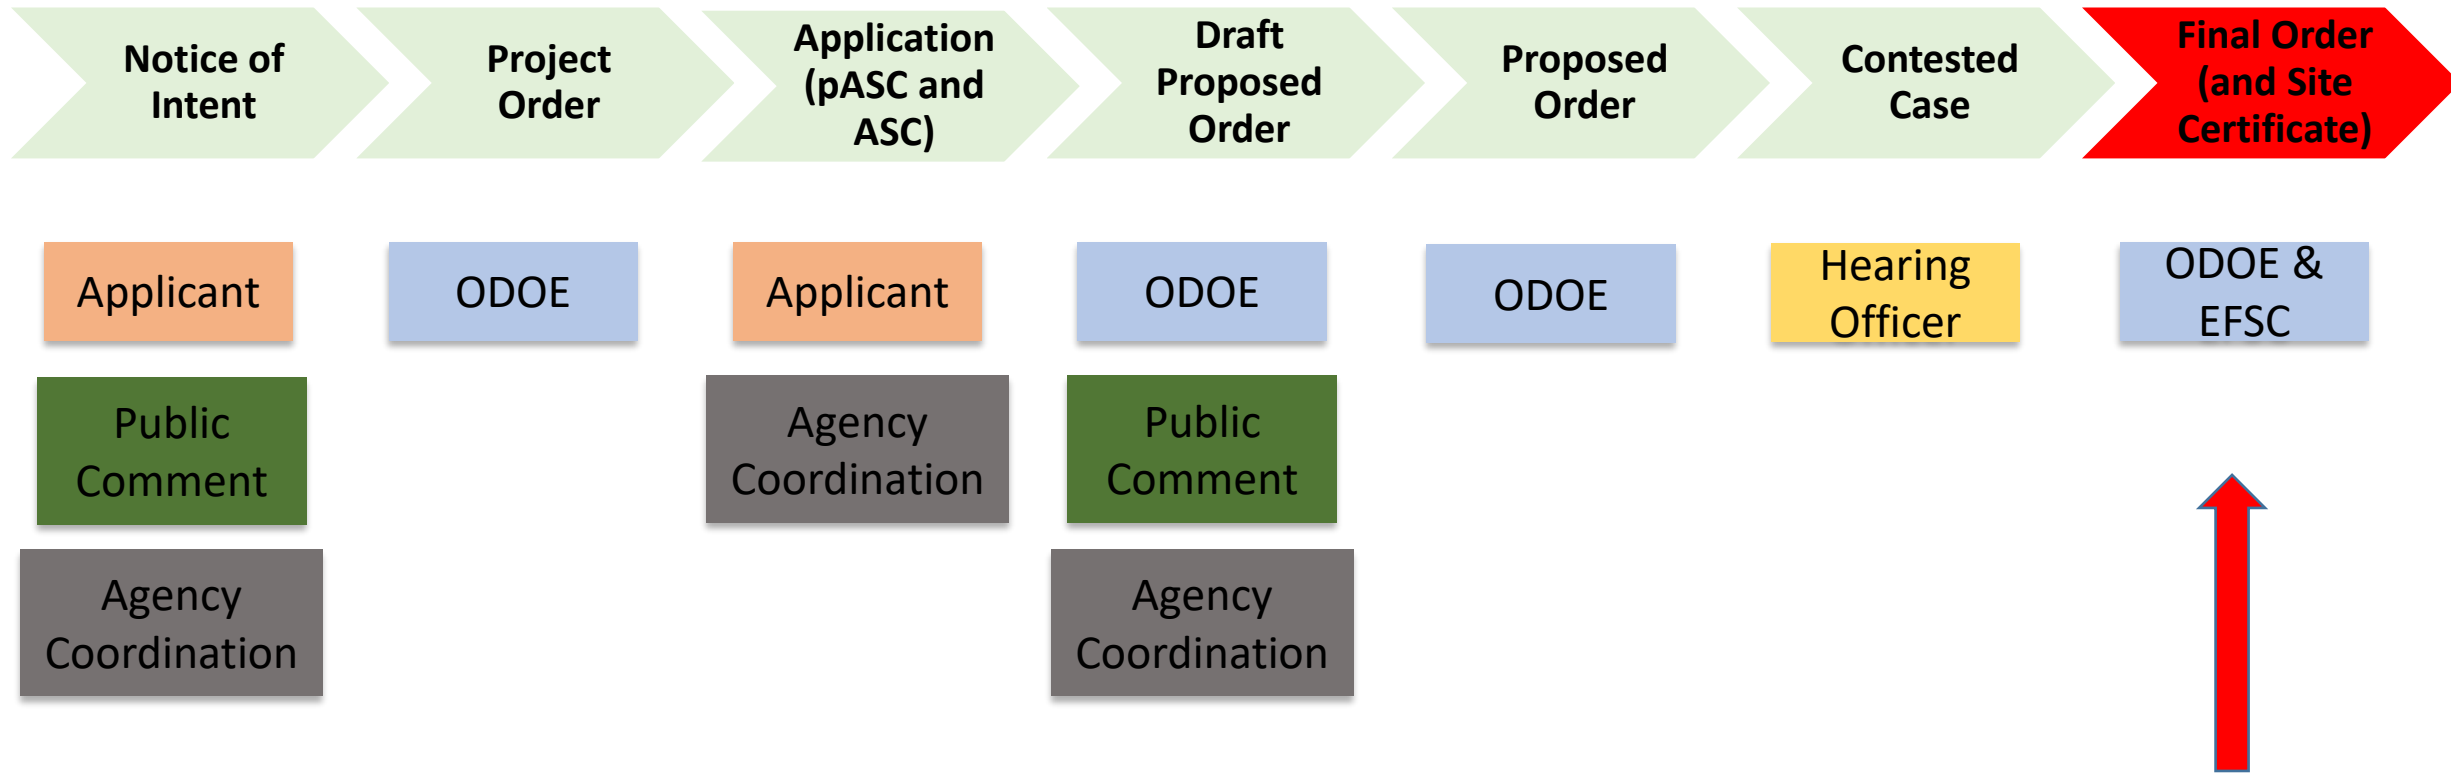 Notice of
Intent
Project
Order
Application
(pASC and
ASC)
Draft
Proposed
Order
Proposed
Order
Contested
Case
Final Order
(and Site
Certificate)
Applicant
ODOE
Applicant
ODOE
ODOE
Hearing
Officer
ODOE &
EFSC
Public
Comment
Agency
Coordination
Public
Comment
Agency
Coordination
Agency
Coordination